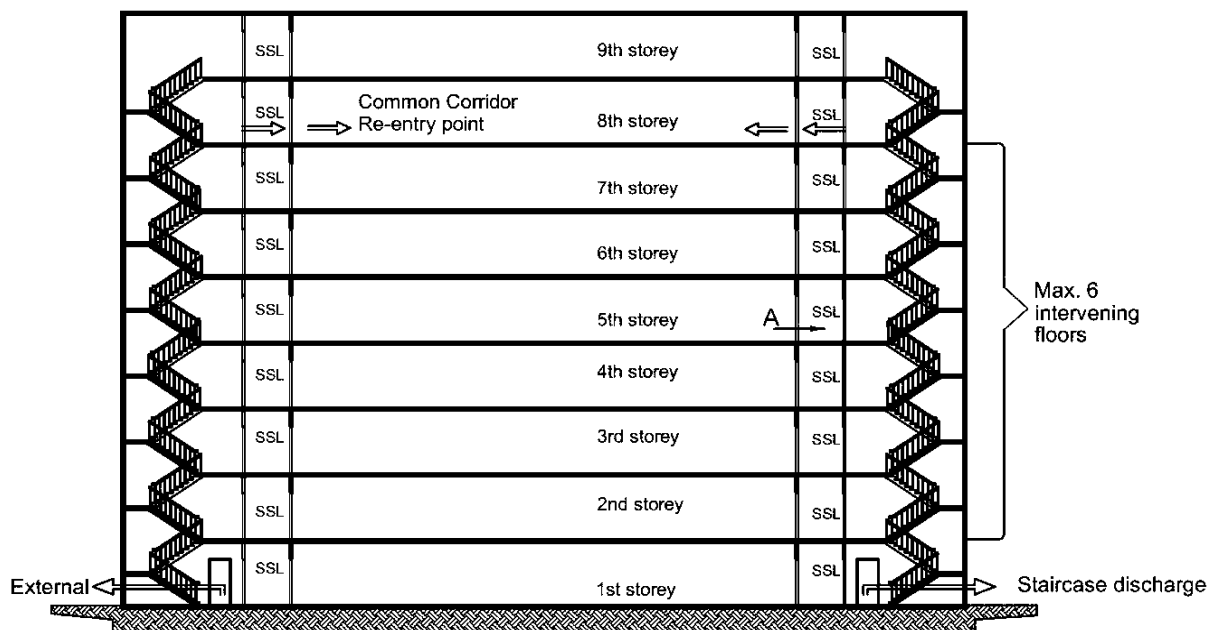 SSL 9th storey SSL
SSL Common Corridor 8th storey SSL
Re-entry point
SSL 7th storey SSL
SSL 6th storey SSL
SSL 5th storey A SSL
Max. 6
intervening
floors
SSL 4th storey SSL
SSL 3rd storey SSL
SSL 2nd storey SSL
SSL 1st storey SSL
External
Staircase discharge